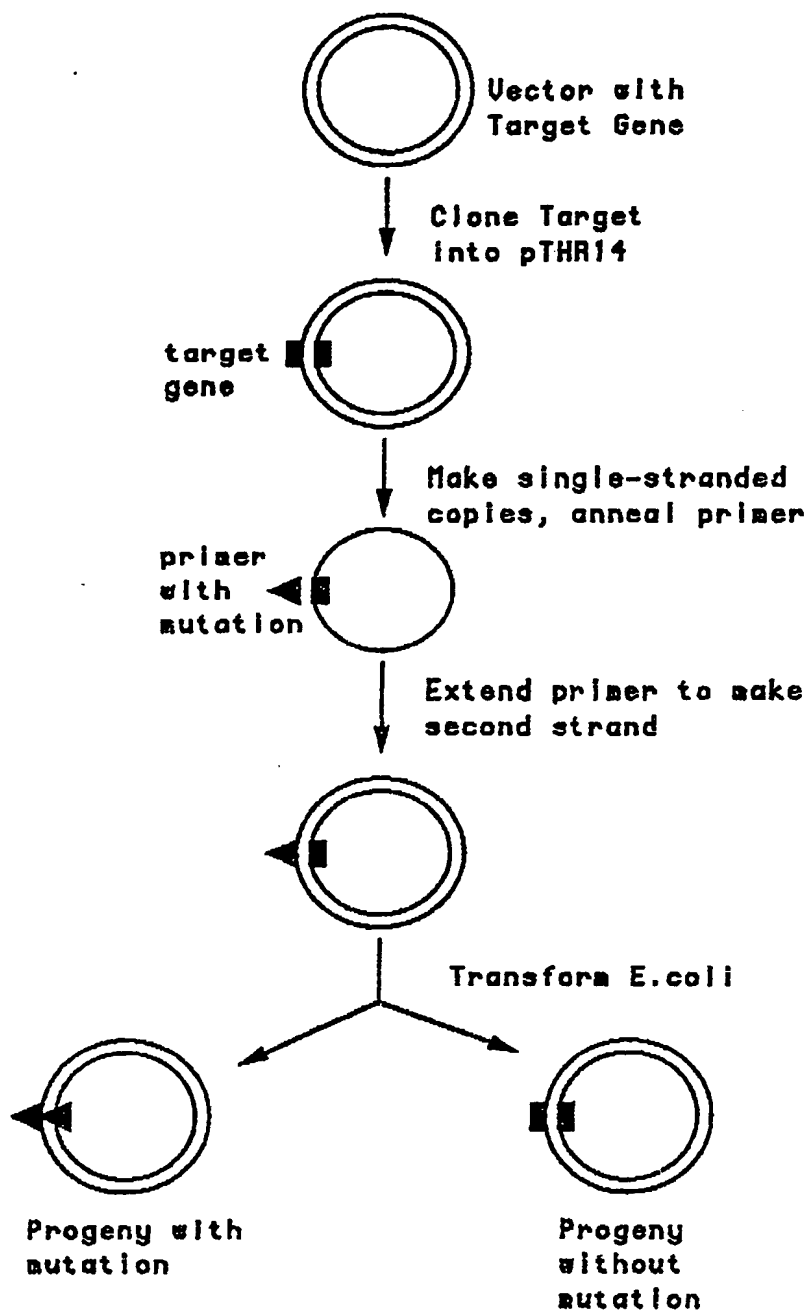 Vector with
Target Gene
Clone Target
into pTHR14
target
gene
Make single-stranded
copies, anneal primer
primer
with
mutation
Extend primer to make
second strand
Transform E.coli
Progeny with
mutation
Progeny
without
mutation